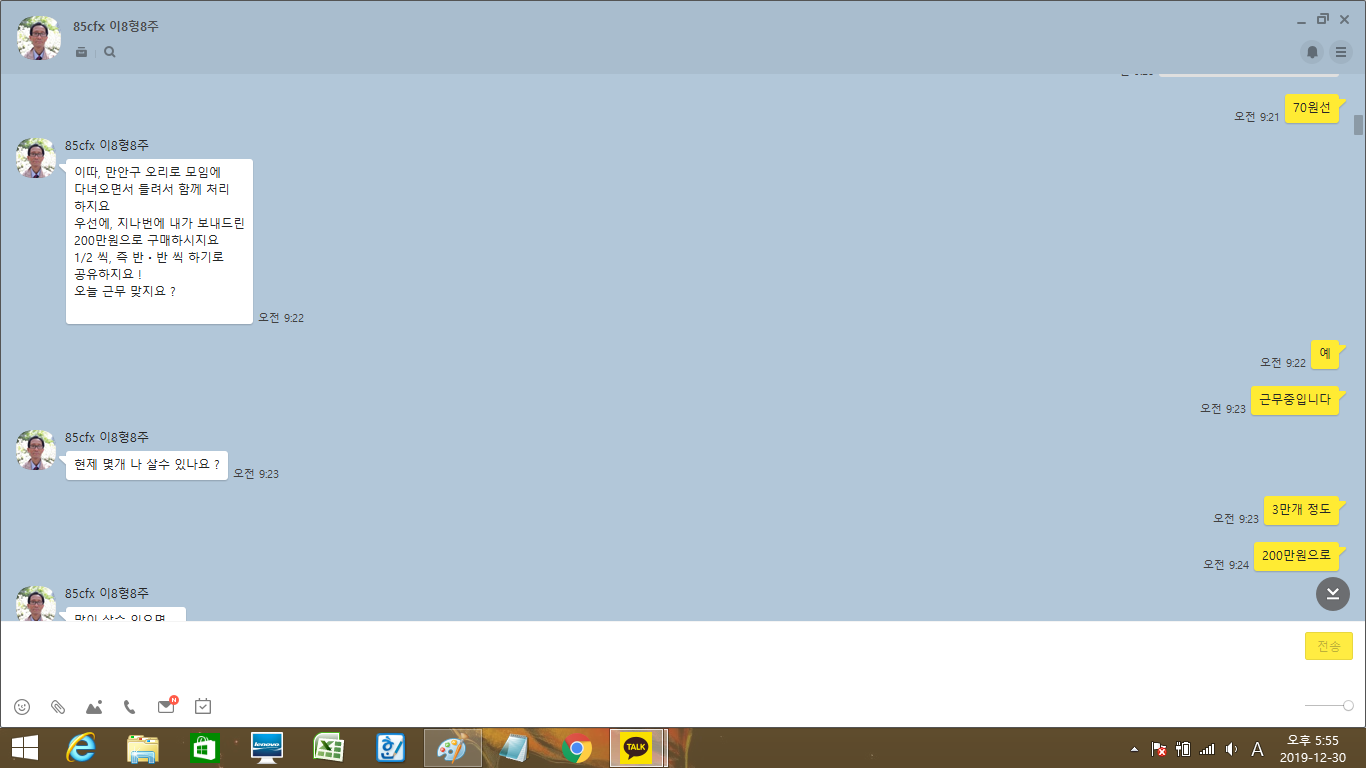 85cfx 이8형8주
70원선
오전 9:21
85cfx 이8형8주
이따, 만안구 오리로 모임에
다녀오면서 들려서 함께 처리
하지요
우선에, 지나번에 내가 보내드린
200만원으로 구매하시지요
1/2 씩, 즉 반・반 씩 하기로
공유하지요 !
오늘 근무 맞지요 ?
오전 9:22
예
오전 9:22
근무중입니다
오전 9:23
85cfx 이8형8주
현제 몇개 나 살수 있나요 ?
오전 9:23
3만개 정도
오전 9:23
200만원으로
오전 9:24
85cfx 이8형8주
많이 살수 있으면
전송
lenovo
TALK
A
오후 5:55
2019-12-30